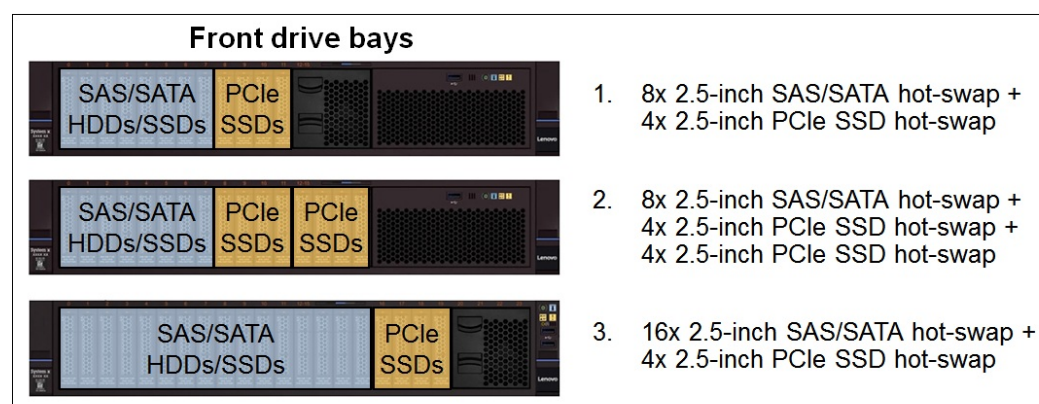 Front drive bays
SAS/SATA
HDDs/SSDs
PCIe
SSDs
Lenovo
1. 8x 2.5-inch SAS/SATA hot-swap +
4x 2.5-inch PCIe SSD hot-swap
SAS/SATA
HDDs/SSDs
PCIe
SSDs
PCIe
SSDs
Lenovo
2. 8x 2.5-inch SAS/SATA hot-swap +
4x 2.5-inch PCIe SSD hot-swap +
4x 2.5-inch PCIe SSD hot-swap
SAS/SATA
HDDs/SSDs
PCIe
SSDs
Lenovo
3. 16x 2.5-inch SAS/SATA hot-swap +
4x 2.5-inch PCIe SSD hot-swap